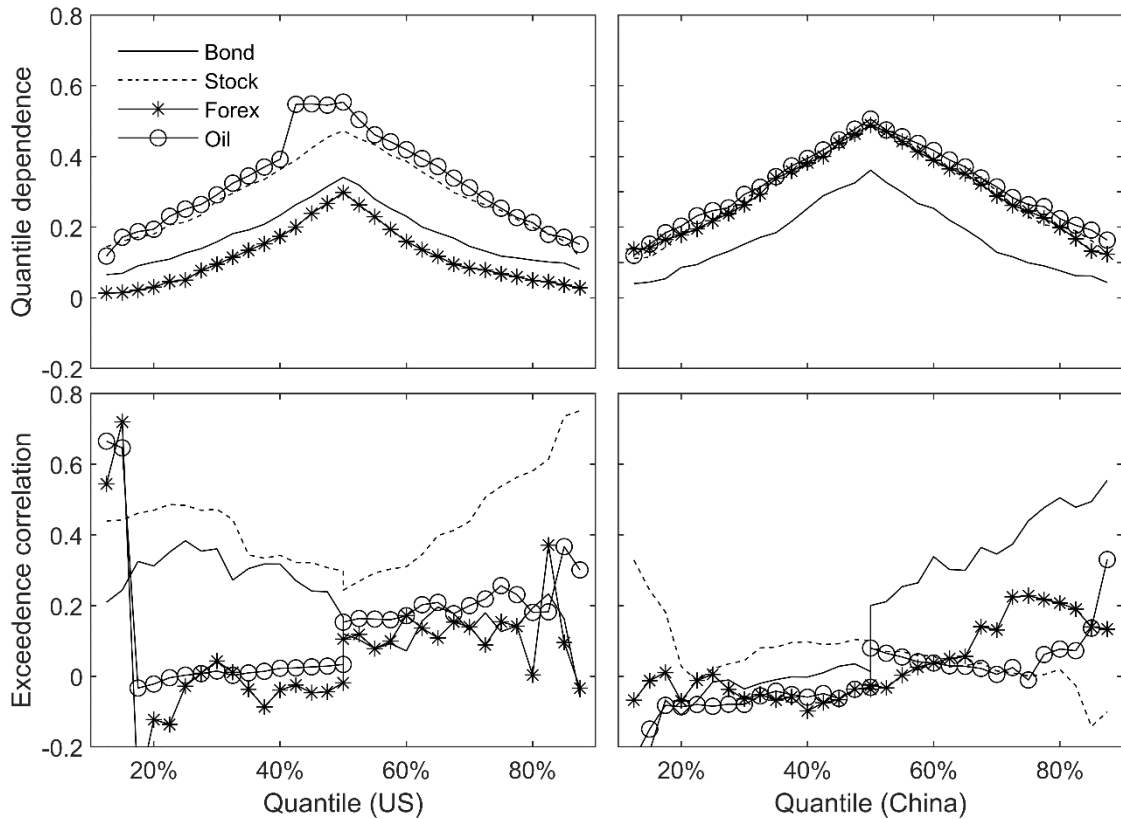 0.8
0.6
0.4
0.2
0
-0.2
Quantile dependence
Bond
Stock
Forex
Oil
0.8
0.6
0.4
0.2
0
-0.2
Exceedence correlation
20% 40% 60% 80%
Quantile (US)
20% 40% 60% 80%
Quantile (China)